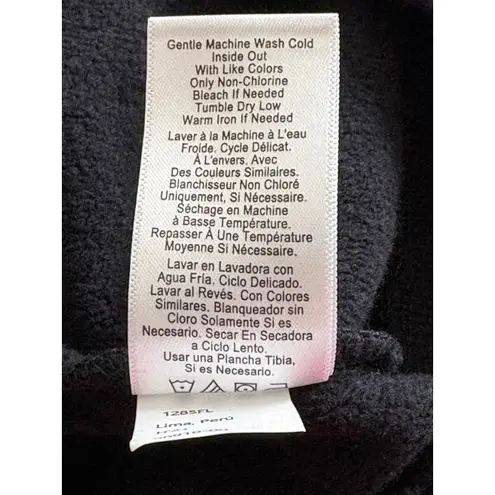 Gentle Machine Wash Cold
Inside Out
With Like Colors
Only Non-Chlorine
Bleach If Needed
Tumble Dry Low
Warm Iron If Needed
Laver à la Machine à L'eau
Froide. Cycle Délicat.
À L'envers. Avec
Des Couleurs Similaires.
Blanchisseur Non Chloré
Uniquement, Si Nécessaire.
Séchage en Machine
à Basse Température.
Repasser À Une Température
Moyenne Si Nécessaire.
Lavar en Lavadora con
Agua Fría. Ciclo Delicado.
Lavar al Revés. Con Colores
Similares. Blanqueador sin
Cloro Solamente Si es
Necesario. Secar En Secadora
a Ciclo Lento.
Usar una Plancha Tibia,
Si es Necesario.
1285FL
Lima, Perú